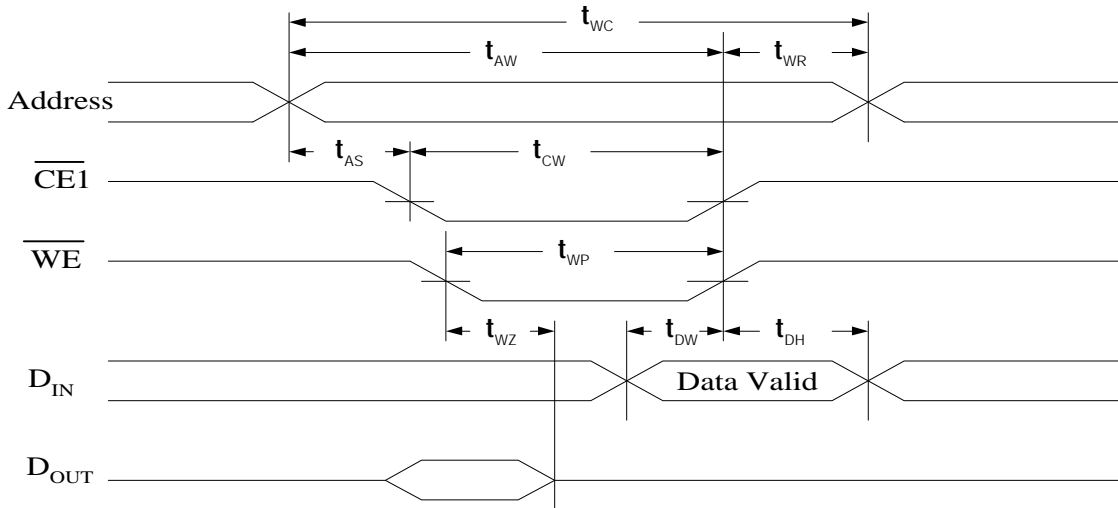 tWC
tAW tWR
Address
tAS tCW
CE1
WE
tWP
tWZ tDW tDH
DIN Data Valid
DOUT